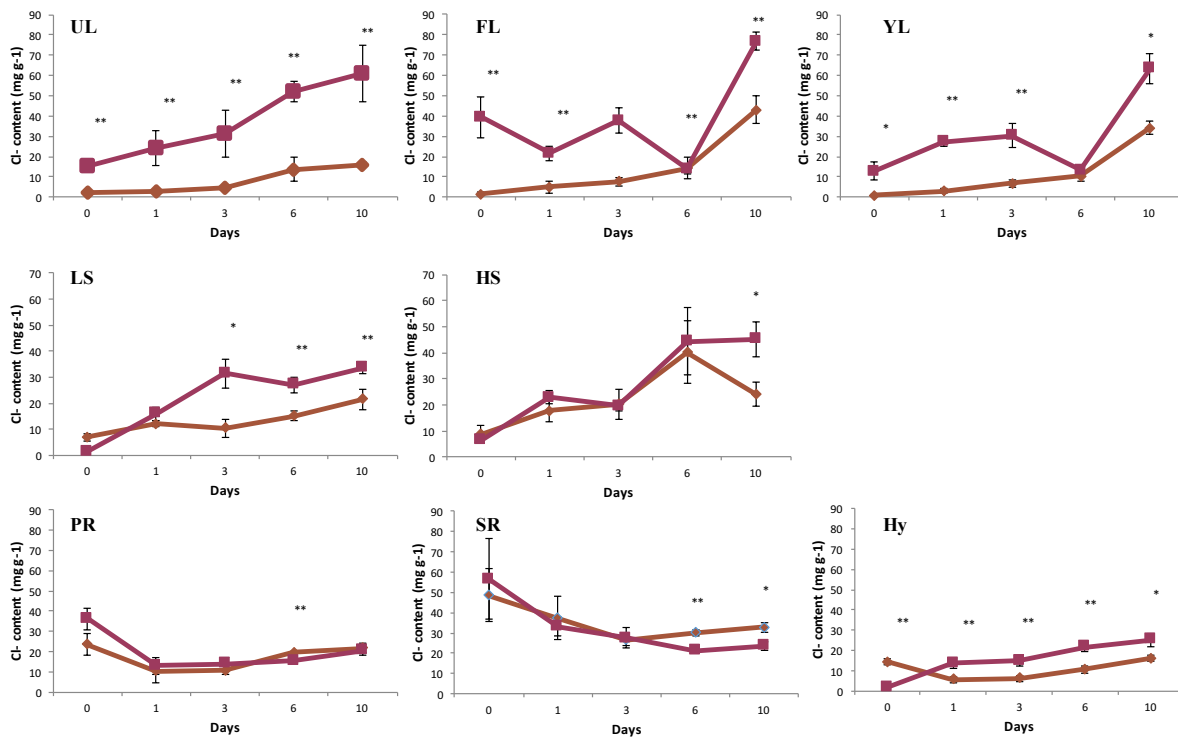 UL
Cl- content (mg g-1)
90
80
70
60
50
40
30
20
10
0
** ** ** ** **
0 1 3 6 10
Days
FL
Cl- content (mg g-1)
90
80
70
60
50
40
30
20
10
0
** ** ** **
0 1 3 6 10
Days
YL
Cl- content (mg g-1)
90
80
70
60
50
40
30
20
10
0
* ** ** *
0 1 3 6 10
Days
LS
Cl- content (mg g-1)
70
60
50
40
30
20
10
0
* ** **
0 1 3 6 10
Days
HS
Cl- content (mg g-1)
70
60
50
40
30
20
10
0
*
0 1 3 6 10
Days
PR
Cl- content (mg g-1)
90
80
70
60
50
40
30
20
10
0
**
0 1 3 6 10
Days
SR
Cl- content (mg g-1)
90
80
70
60
50
40
30
20
10
0
** *
0 1 3 6 10
Days
Hy
Cl- content (mg g-1)
90
80
70
60
50
40
30
20
10
0
** ** ** ** *
0 1 3 6 10
Days